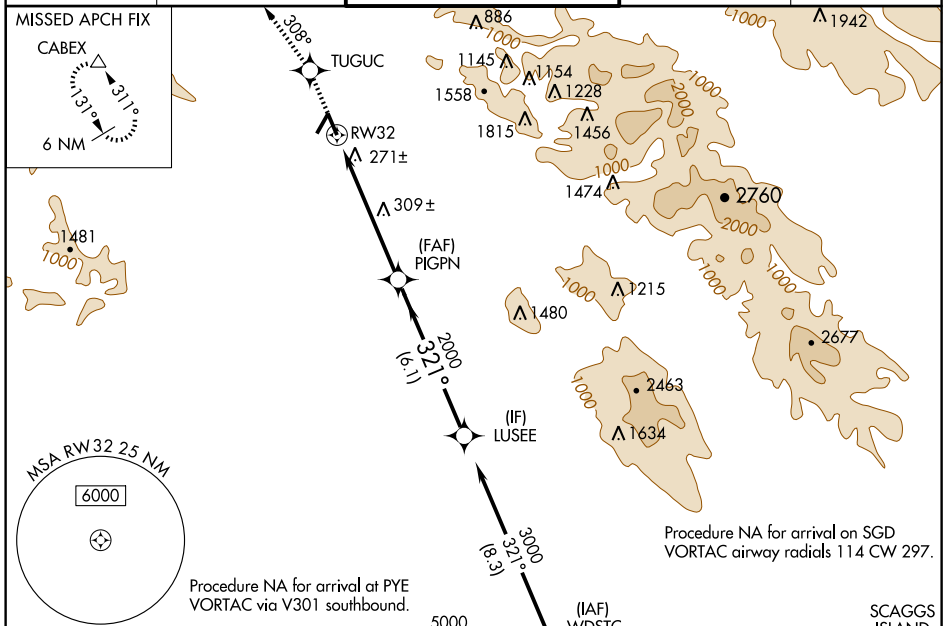 MISSED APCH FIX
CABEX
131°
311°
6 NM
308°
TUGUC
RW32
271±
309±
886
1000
1145
1154
1558
1228
1815
1456
1000
1474
1942
1000
2000
2760
2000
1000
1000
1481
1000
(FAF)
PIGPN
1000
1215
1480
2677
2000
321°
(6.1)
1000
2463
1634
(IF)
LUSEE
MSA RW32 25 NM
6000
3000
321°
(8.3)
Procedure NA for arrival on SGD
VORTAC airway radials 114 CW 297.
Procedure NA for arrival at PYE
VORTAC via V301 southbound.
5000
(IAF)
SCAGGS
ISLAND